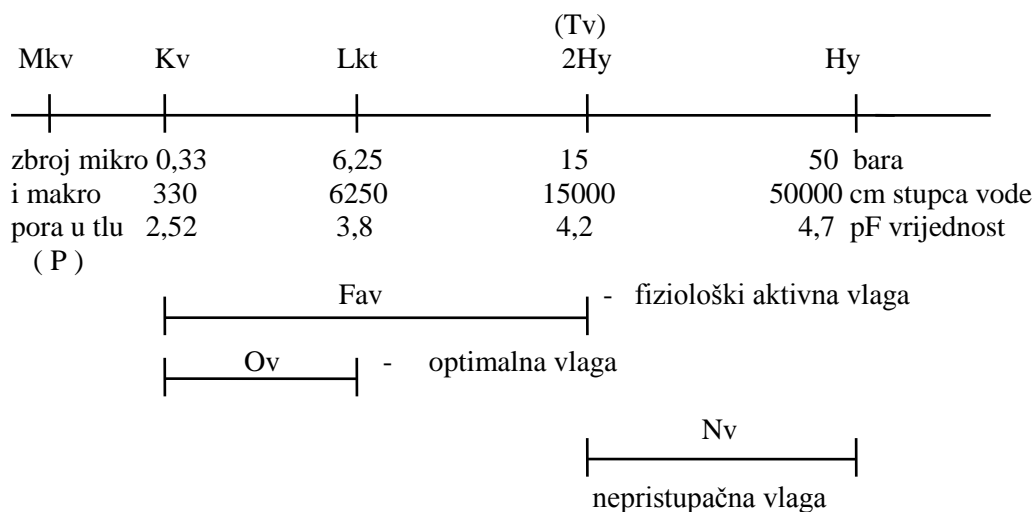 (Tv)
Mkv Kv Lkt 2Hy Hy
zbroj mikro 0,33 6,25 15 50 bara
i makro 330 6250 15000 50000 cm stupca vode
pora u tlu 2,52 3,8 4,2 4,7 pF vrijednost
( P )
Fav - fiziološki aktivna vlaga
Ov - optimalna vlaga
Nv
nepristupačna vlaga